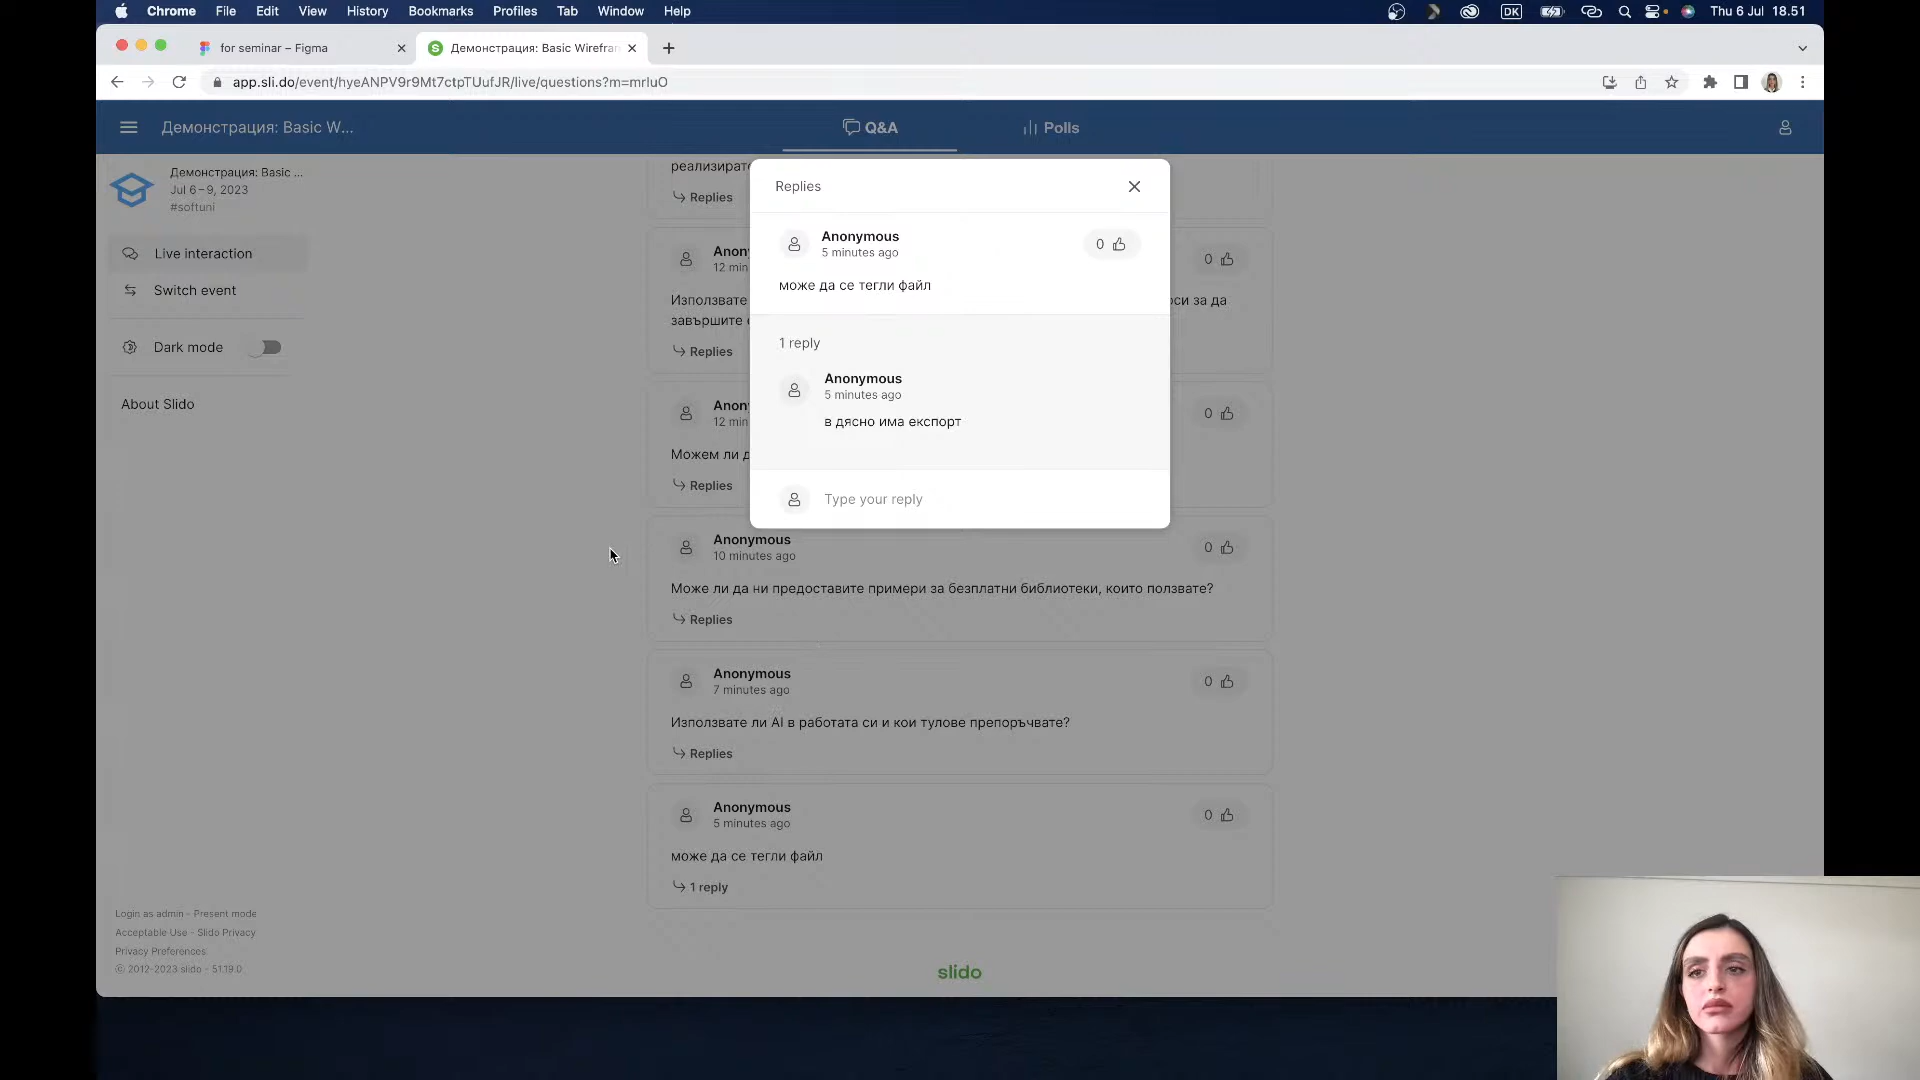 Chrome File Edit View History Bookmarks Profiles Tab Window Help
DK
Thu 6 Jul 18.51
for seminar – Figma
Демонстрация: Basic Wirefra
app.sli.do/event/hyeANPV9r9Mt7ctpTUufJR/live/questions?m=mrluO
Демонстрация: Basic W...
Q&A
Polls
Демонстрация: Basic ...
Jul 6–9, 2023
#softuni
Live interaction
Switch event
Dark mode
About Slido
Login as admin - Present mode
Acceptable Use - Slido Privacy
Privacy Preferences
© 2012-2023 slido - 51.19.0
Replies
Anonymous
5 minutes ago
0
може да се тегли файл
1 reply
Anonymous
5 minutes ago
в дясно има експорт
Type your reply
реализират
Replies
Anon
12 min
0
Използвате
оси за да
завършите
Replies
Anon
12 min
0
Можем ли
Replies
Anonymous
10 minutes ago
0
Може ли да ни предоставите примери за безплатни библиотеки, които ползвате?
Replies
Anonymous
7 minutes ago
0
Използвате ли AI в работата си и кои тулове препоръчвате?
Replies
Anonymous
5 minutes ago
0
може да се тегли файл
1 reply
slido